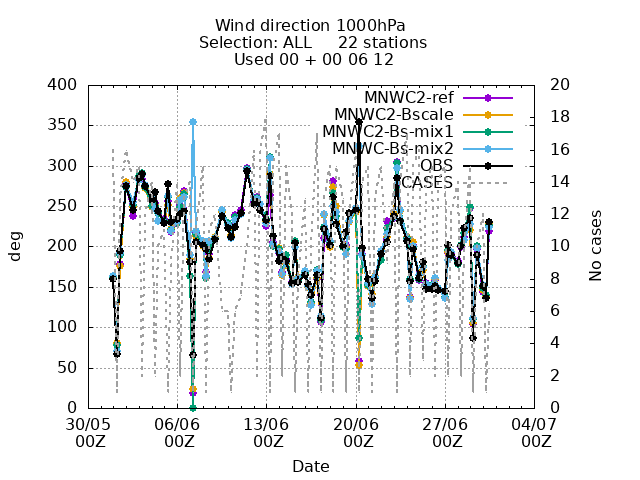 Wind direction 1000hPa
Selection: ALL     22 stations
Used 00 + 00 06 12
400
350
300
250
200
150
100
50
0
deg
20
18
16
14
12
10
8
6
4
2
0
No cases
MNWC2-ref
MNWC2-Bscale
MNWC2-Bs-mix1
MNWC-Bs-mix2
OBS
CASES
30/05 06/06 13/06 20/06 27/06 04/07
00Z 00Z 00Z 00Z 00Z 00Z
Date